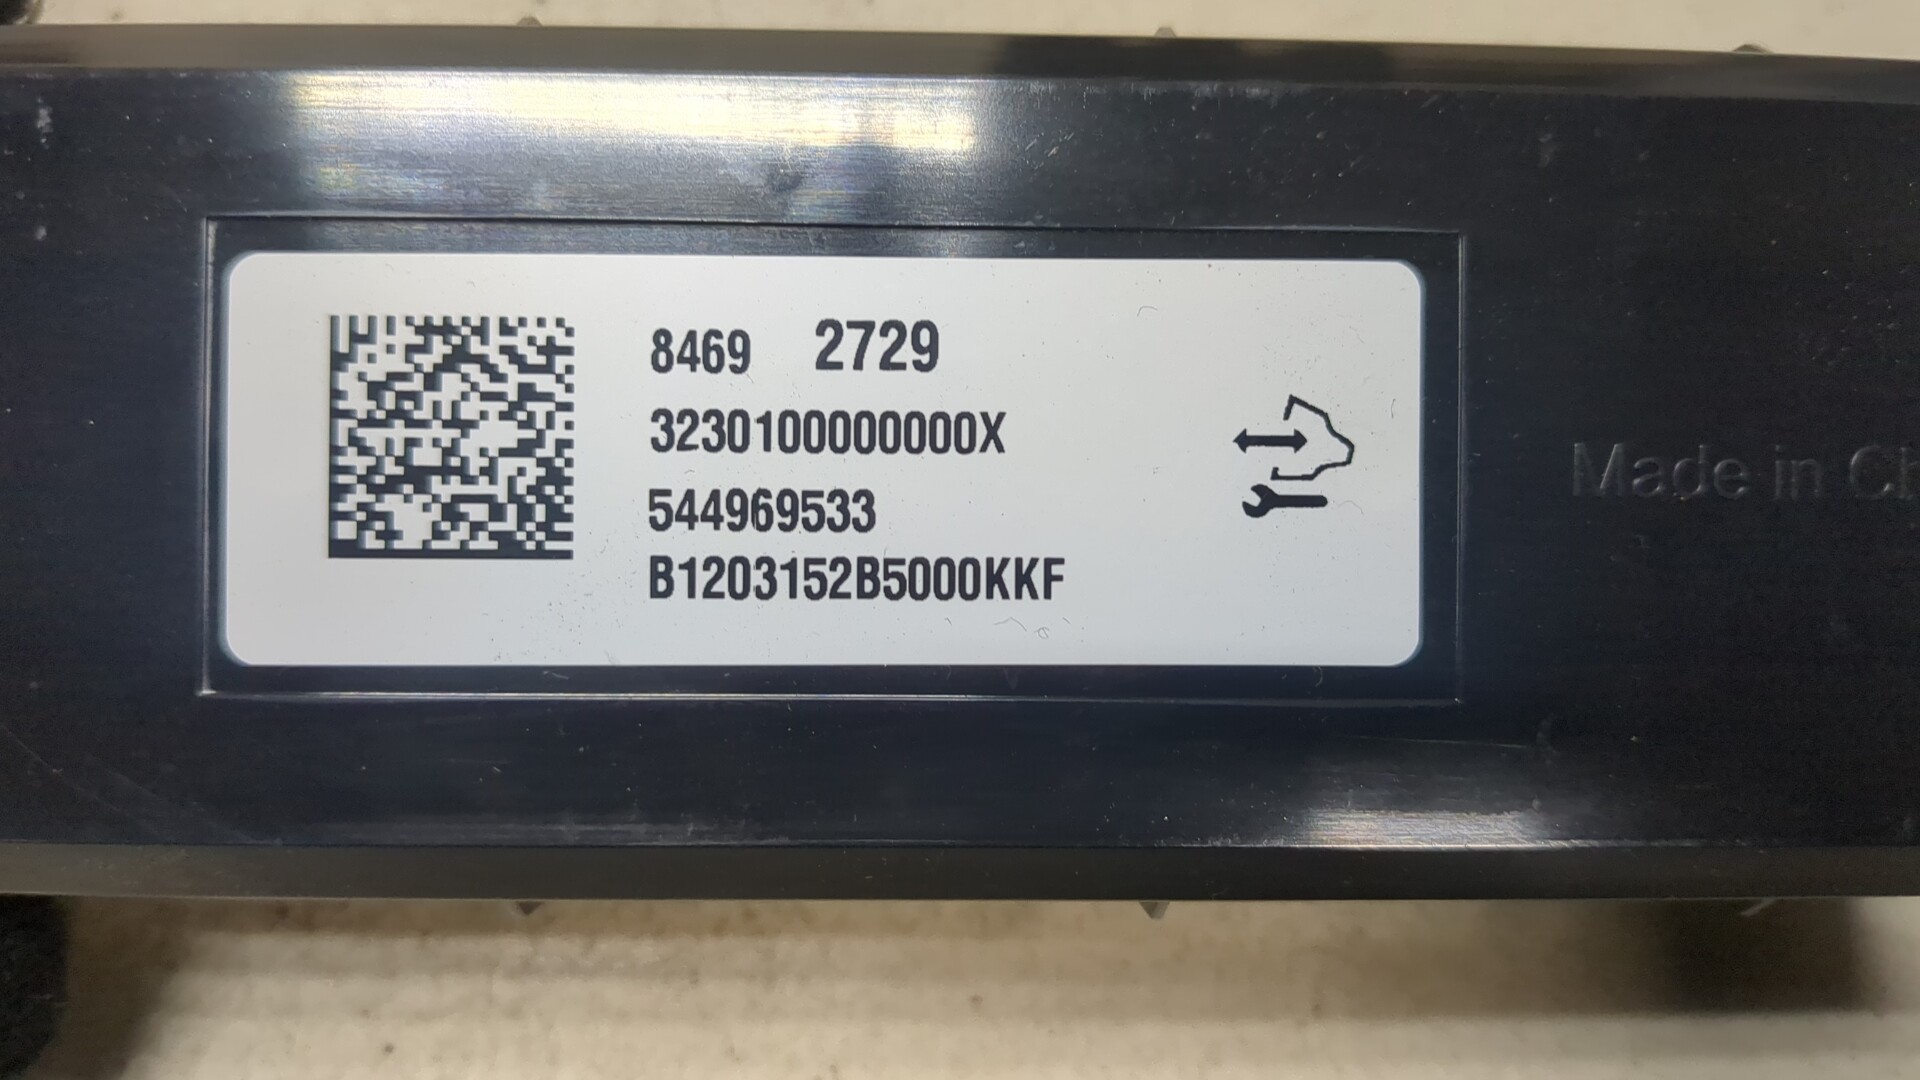 8469 2729
3230100000000X
544969533
B1203152B5000KKF
Made in